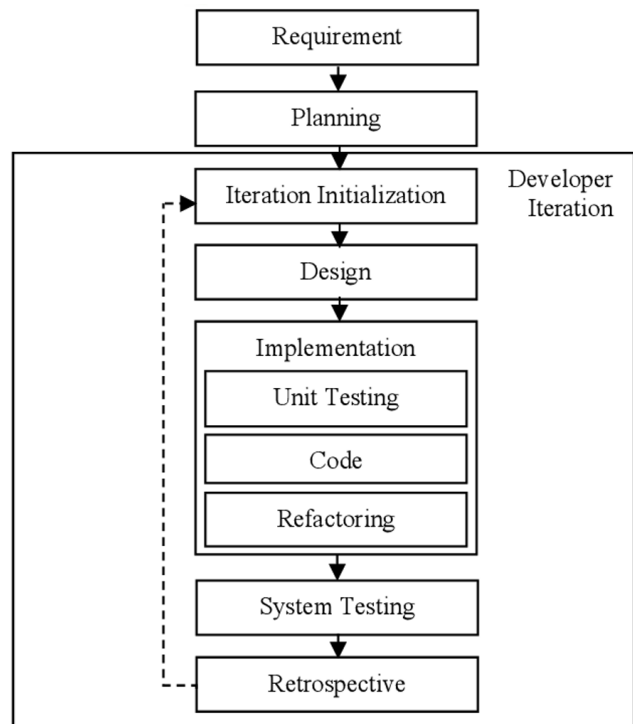 Requirement
Planning
Developer
Iteration
Iteration Initialization
Design
Implementation
Unit Testing
Code
Refactoring
System Testing
Retrospective